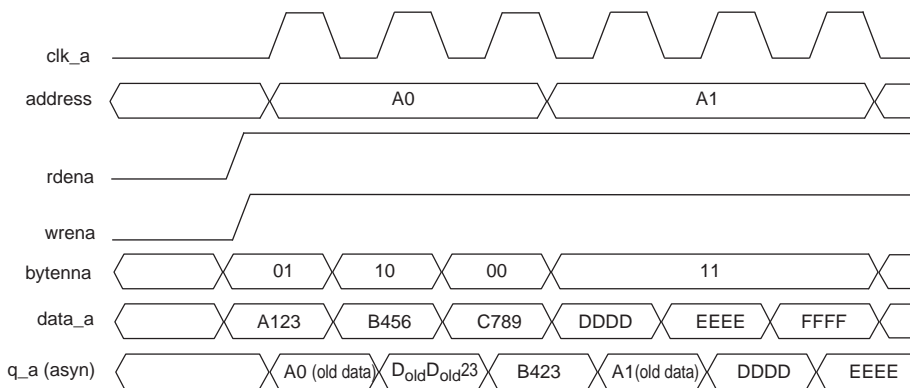 clk_a
address A0 A1
rdena
wrena
bytenna 01 10 00 11
data_a A123 B456 C789 DDDD EEEE FFFF
q_a (asyn) A0 (old data) DoldDold23 B423 A1(old data) DDDD EEEE